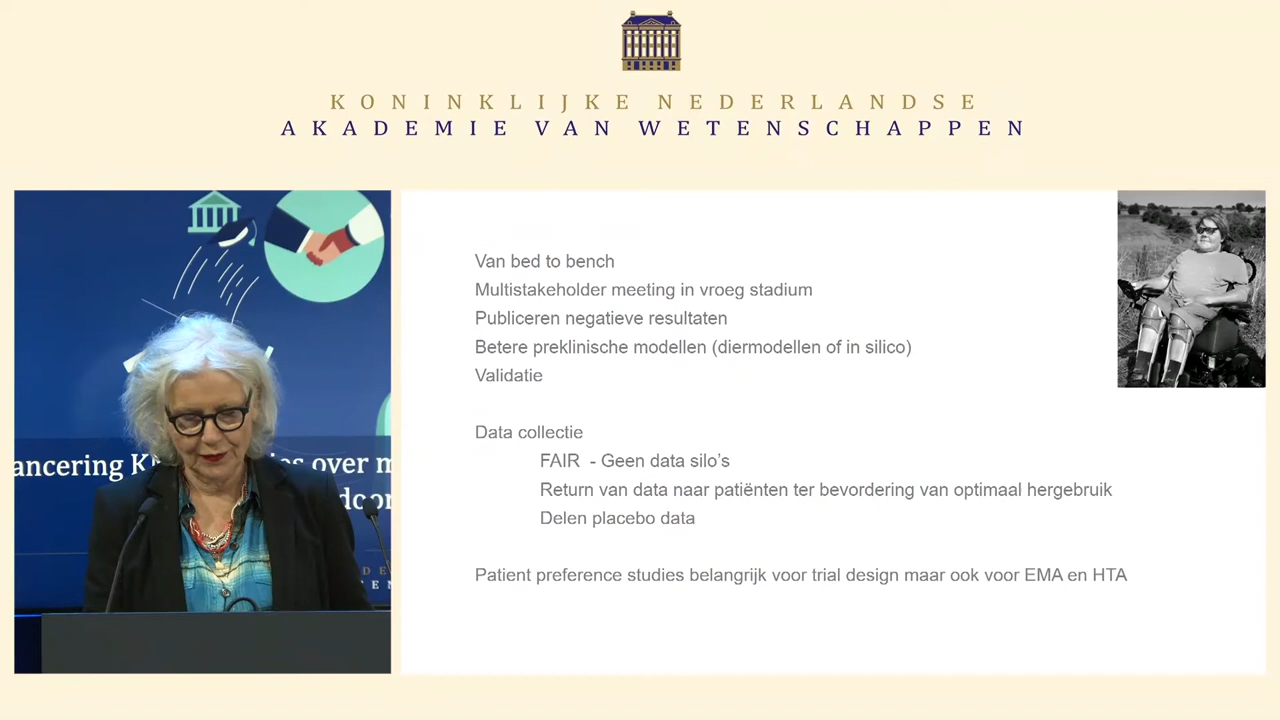 KONINKLIJKE NEDERLANDSE
AKADEMIE VAN WETENSCHAPPEN
Van bed to bench
Multistakeholder meeting in vroeg stadium
Publiceren negatieve resultaten
Betere preklinische modellen (diermodellen of in silico)
Validatie
Data collectie
FAIR - Geen data silo's
Return van data naar patiënten ter bevordering van optimaal hergebruik
Delen placebo data
Patient preference studies belangrijk voor trial design maar ook voor EMA en HTA
ancering
over m
door